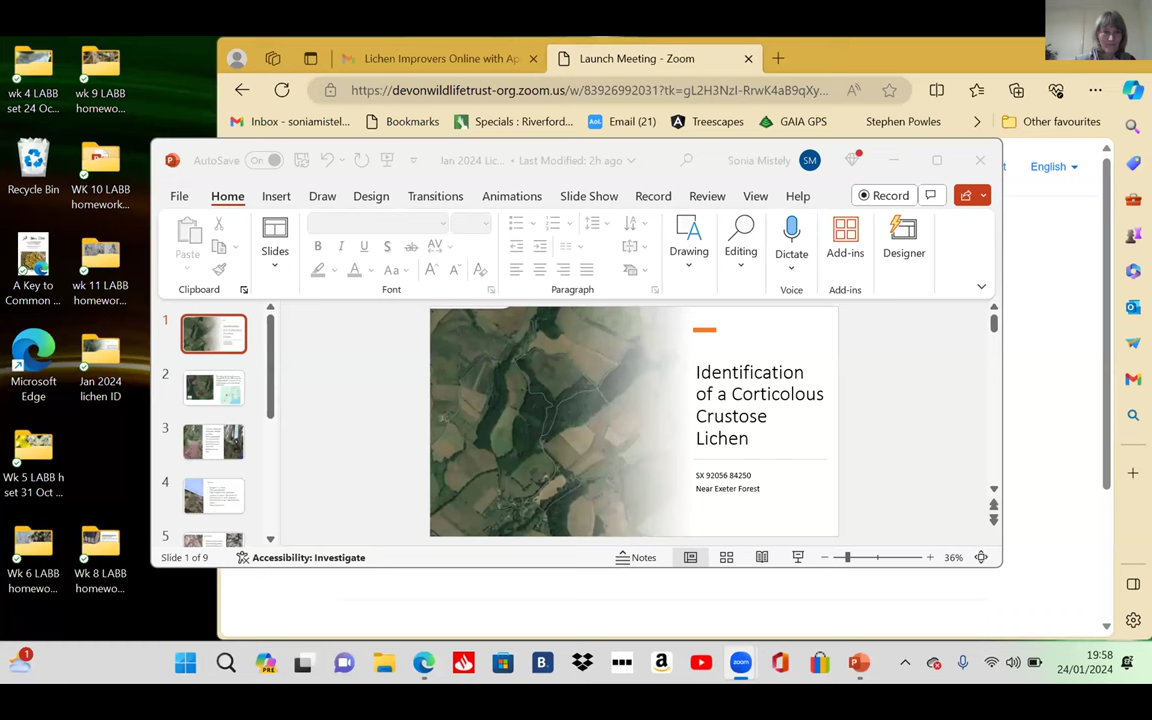 wk 4 LABB
set 24 Oc...
wk 9 LABB
homewo...
Recycle Bin
WK 10 LABB
homework...
A Key to
Common ...
wk 11 LABB
homewor...
Microsoft
Edge
Jan 2024
lichen ID
Wk 5 LABB h
set 31 Oct ...
Wk 6 LABB
homewo...
Wk 8 LABB
homewo...
Lichen Improvers Online with Ap
Launch Meeting - Zoom
https://devonwildlifetrust-org.zoom.us/w/83926992031?tk=gL2H3NzI-RrwK4aB9qXy...
Inbox - soniamistel...
Bookmarks
Specials : Riverford...
Email (21)
Treescapes
GAIA GPS
Stephen Powles
Other favourites
English
AutoSave
On
Jan 2024 Lic... • Last Modified: 2h ago
Sonia Mistely
SM
File
Home
Insert
Draw
Design
Transitions
Animations
Slide Show
Record
Review
View
Help
Record
Paste
Slides
Drawing
Editing
Dictate
Add-ins
Designer
Clipboard
Font
Paragraph
Voice
Add-ins
1
2
3
4
5
Identification
of a Corticolous
Crustose
Lichen
SX 92056 84250
Near Exeter Forest
Slide 1 of 9
Accessibility: Investigate
Notes
36%
19:58
24/01/2024